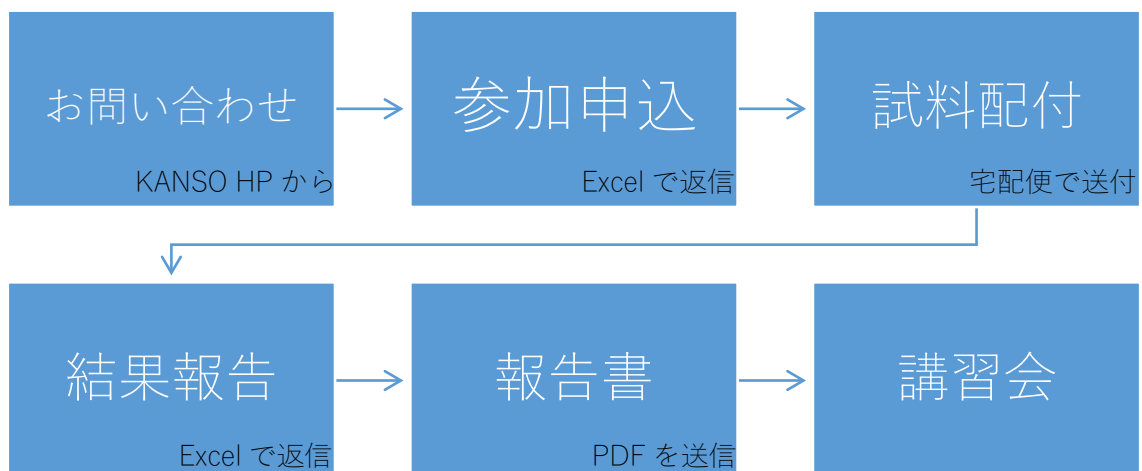 お問い合わせ
KANSO HP から
参加申込
Excel で返信
試料配付
宅配便で送付
結果報告
Excel で返信
報告書
PDF を送信
講習会